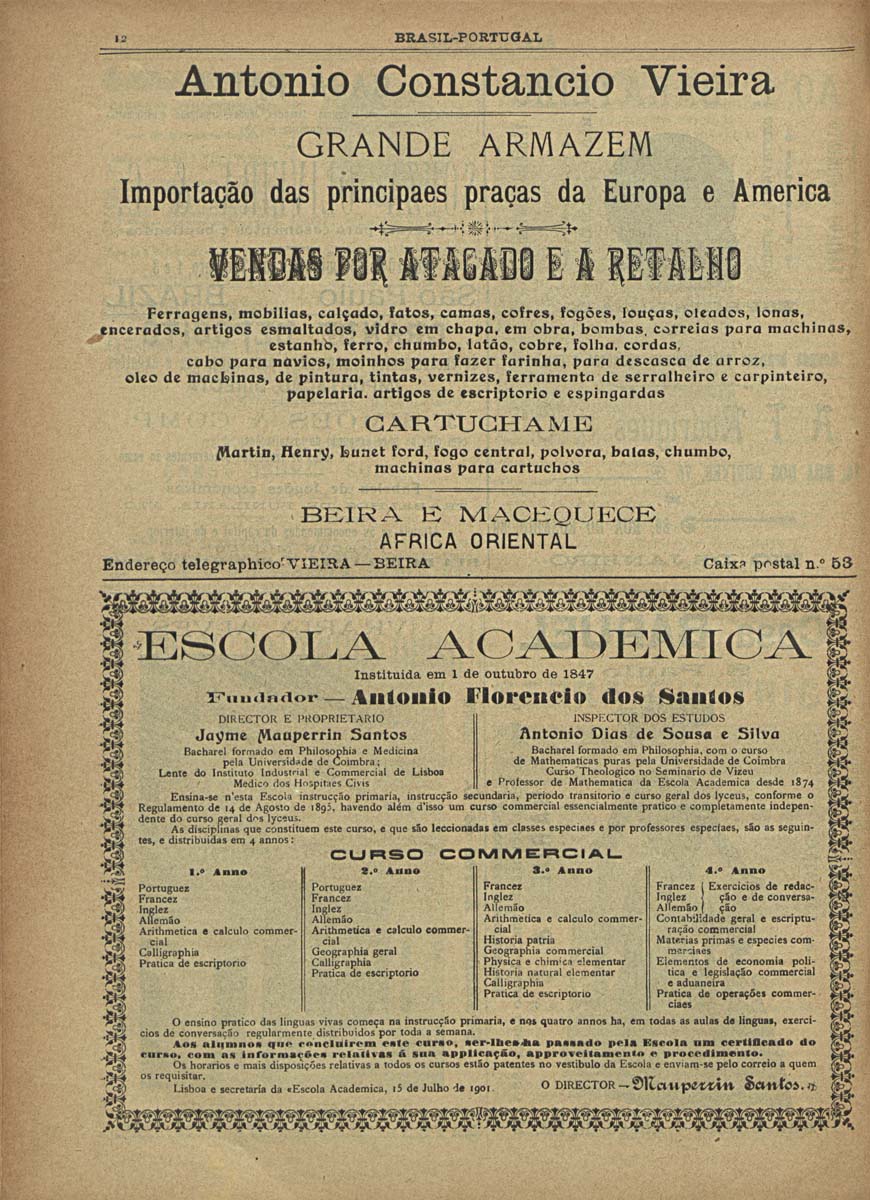 12
BRASIL-PORTUGAL
Antonio Constancio Vieira
GRANDE ARMAZEM
Importação das principaes praças da Europa e America
VENDAS POR ATACADO E A RETALHO
Ferragens, mobilias, calçado, fatos, camas, cofres, fogões, louças, oleados, lonas,
encerados, artigos esmaltados, vidro em chapa, em obra, bombas, correias para machinas,
estanho, ferro, chumbo, latão, cobre, folha, cordas,
cabo para navios, moinhos para fazer farinha, para descasca de arroz,
oleo de machinas, de pintura, tintas, vernizes, ferramenta de serralheiro e carpinteiro,
papelaria. artigos de escriptorio e espingardas
CARTUCHAME
Martin, Henry, Lunet ford, fogo central, polvora, balas, chumbo,
machinas para cartuchos
BEIRA E MACEQUECE
AFRICA ORIENTAL
Endereço telegraphico VIEIRA — BEIRA
Caixa postal n.º 53
ESCOLA ACADEMICA
Instituida em 1 de outubro de 1847
Fundador — Antonio Florencio dos Santos
DIRECTOR E PROPRIETARIO
Jayme Mauperrin Santos
Bacharel formado em Philosophia e Medicina
pela Universidade de Coimbra;
Lente do Instituto Industrial e Commercial de Lisboa
Medico dos Hospitaes Civis
INSPECTOR DOS ESTUDOS
Antonio Dias de Sousa e Silva
Bacharel formado em Philosophia, com o curso
de Mathematicas puras pela Universidade de Coimbra
Curso Theologico no Seminario de Vizeu
e Professor de Mathematica da Escola Academica desde 1874
Ensina-se n'esta Escola instrucção primaria, instrucção secundaria, periodo transitorio e curso geral dos lyceus, conforme o
Regulamento de 14 de Agosto de 1895, havendo além d'isso um curso commercial essencialmente pratico e completamente indepen-
dente do curso geral dos lyceus.
As disciplinas que constituem este curso, e que são leccionadas em classes especiaes e por professores especiaes, são as seguin-
tes, e distribuidas em 4 annos:
CURSO COMMERCIAL
1.º Anno
Portuguez
Francez
Inglez
Allemão
Arithmetica e calculo commer-
cial
Calligraphia
Pratica de escriptorio
2.º Anno
Portuguez
Francez
Inglez
Allemão
Arithmetica e calculo commer-
cial
Geographia geral
Calligraphia
Pratica de escriptorio
3.º Anno
Francez
Inglez
Allemão
Arithmetica e calculo commer-
cial
Historia patria
Geographia commercial
Physica e chimica elementar
Historia natural elementar
Calligraphia
Pratica de escriptorio
4.º Anno
Francez Exercicios de redac-
Inglez ção e de conversa-
Allemão ção
Contabilidade geral e escriptu-
ração commercial
Materias primas e especies com-
merciaes
Elementos de economia poli-
tica e legislação commercial
e aduaneira
Pratica de operações commer-
ciaes
O ensino pratico das linguas vivas começa na instrucção primaria, e nos quatro annos ha, em todas as aulas de linguas, exerci-
cios de conversação regularmente distribuidos por toda a semana.
Aos alumnos que concluirem este curso, ser-lhes-ha passado pela Escola um certificado do
curso, com as informações relativas á sua applicação, approveitamento e procedimento.
Os horarios e mais disposições relativas a todos os cursos estão patentes no vestibulo da Escola e enviam-se pelo correio a quem
os requisitar.
Lisboa e secretaria da «Escola Academica, 15 de Julho de 1901.
O DIRECTOR — Mauperrin Santos.